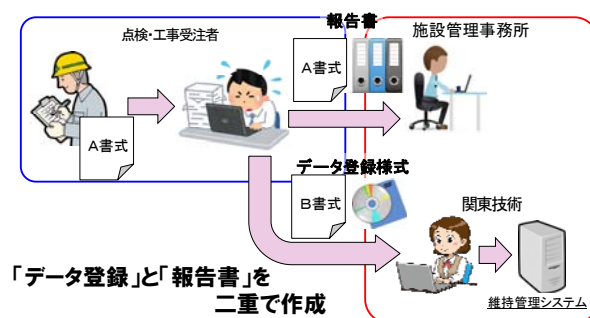 報告書
点検・工事受注者
施設管理事務所
A書式
A書式
データ登録様式
B書式
関東技術
「データ登録」と「報告書」を
二重で作成
維持管理システム